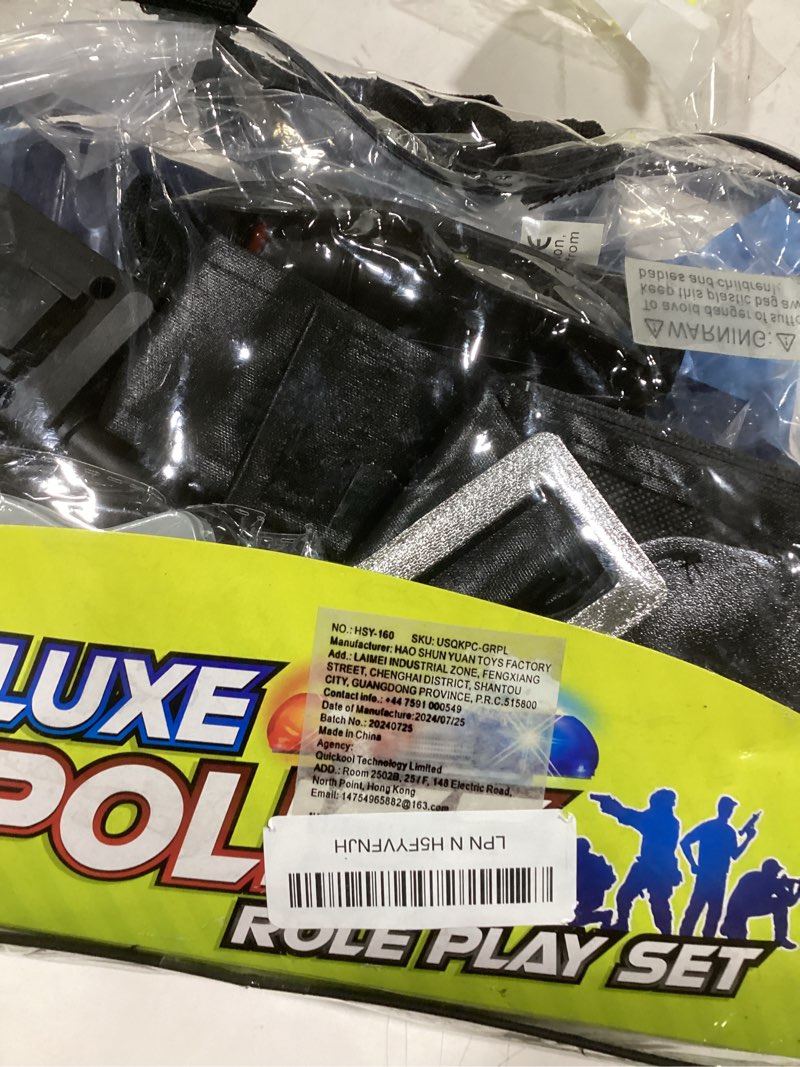 on,
from
WARNING:
To avoid danger of
keep this plastic bag
babies and children.
LUXE
NO.: HSY-160 SKU: USQKPC-GRPL
Manufacturer: HAO SHUN YUAN TOYS FACTORY
Add.: LAIMEI INDUSTRIAL ZONE, FENGXIANG
STREET, CHENGHAI DISTRICT, SHANTOU
CITY, GUANGDONG PROVINCE, P.R.C.515800
Contact info.: +44 7591 000549
Date of Manufacture: 2024/07/25
Batch No.: 20240725
Made in China
Agency:
Quickool Technology Limited
ADD.: Room 2502B, 25/F, 148 Electric Road,
North Point, Hong Kong
Email: 14754965882@163.com
POL
LPN N H5FYVFNJH
ROLE PLAY SET